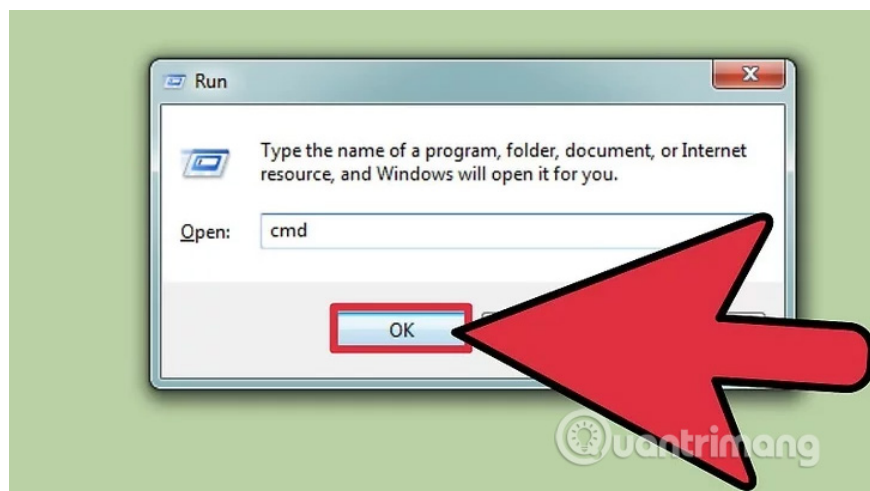 Run
Type the name of a program, folder, document, or Internet
resource, and Windows will open it for you.
Open: cmd
OK
Quantrimang